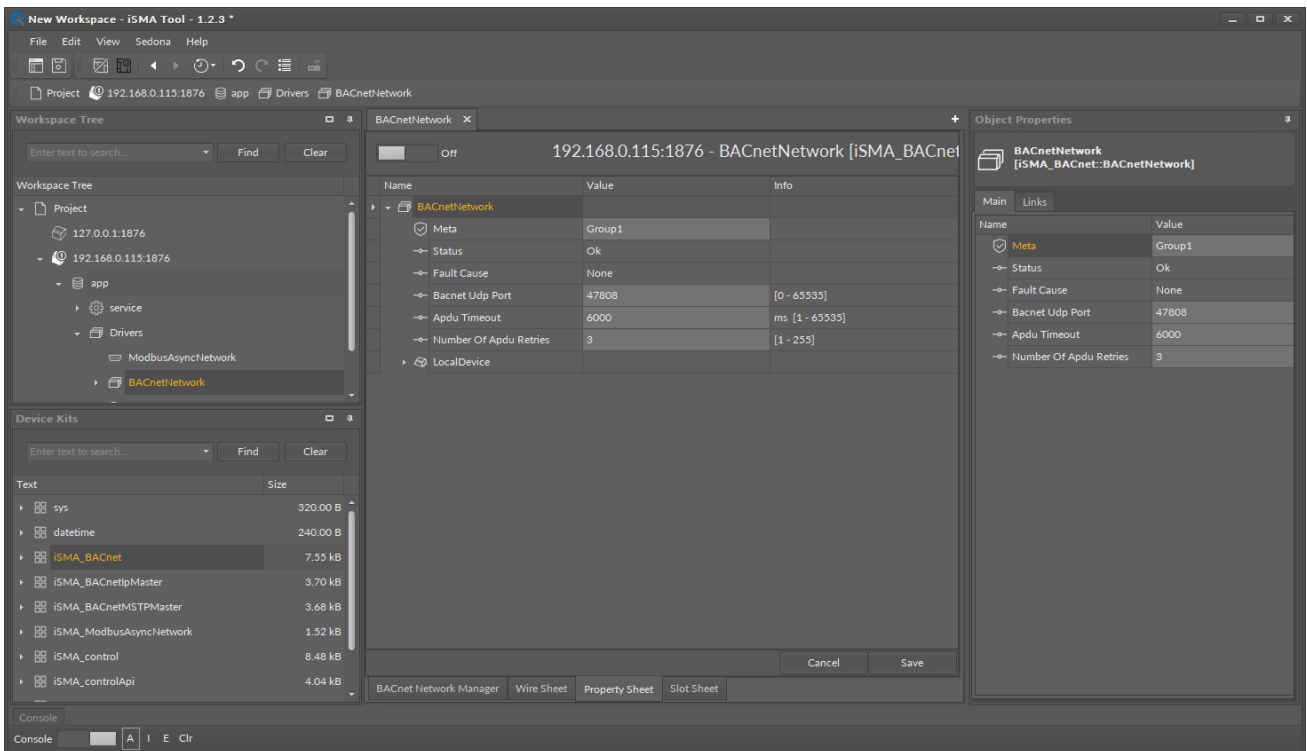 New Workspace - iSMA Tool - 1.2.3 *
File Edit View Sedona Help
Project 192.168.0.115:1876 app Drivers BACnetNetwork
Workspace Tree
Enter text to search... Find Clear
Workspace Tree
Project
127.0.0.1:1876
192.168.0.115:1876
app
service
Drivers
ModbusAsyncNetwork
BACnetNetwork
Device Kits
Enter text to search... Find Clear
Text Size
sys 320.00 B
datetime 240.00 B
iSMA_BACnet 7.55 kB
iSMA_BACnetIpMaster 3.70 kB
iSMA_BACnetMSTPMaster 3.68 kB
iSMA_ModbusAsyncNetwork 1.52 kB
iSMA_control 8.48 kB
iSMA_controlApi 4.04 kB
BACnetNetwork X
Off 192.168.0.115:1876 - BACnetNetwork [iSMA_BACnet
Name Value Info
BACnetNetwork
Meta Group1
Status Ok
Fault Cause None
Bacnet Udp Port 47808 [0 - 65535]
Apdu Timeout 6000 ms [1 - 65535]
Number Of Apdu Retries 3 [1 - 255]
LocalDevice
Cancel Save
BACnet Network Manager Wire Sheet Property Sheet Slot Sheet
Object Properties
BACnetNetwork
[iSMA_BACnet::BACnetNetwork]
Main Links
Name Value
Meta Group1
Status Ok
Fault Cause None
Bacnet Udp Port 47808
Apdu Timeout 6000
Number Of Apdu Retries 3
Console
Console A I E Clr